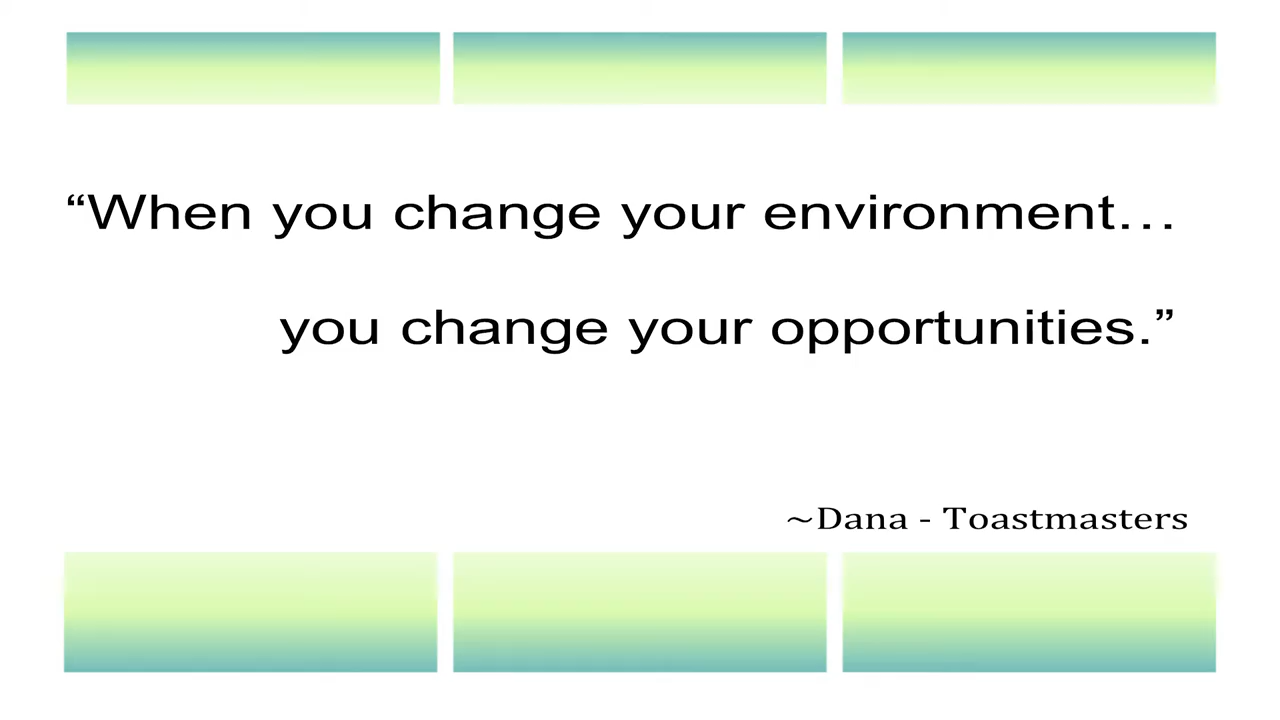 “When you change your environment…
you change your opportunities.”
~Dana - Toastmasters